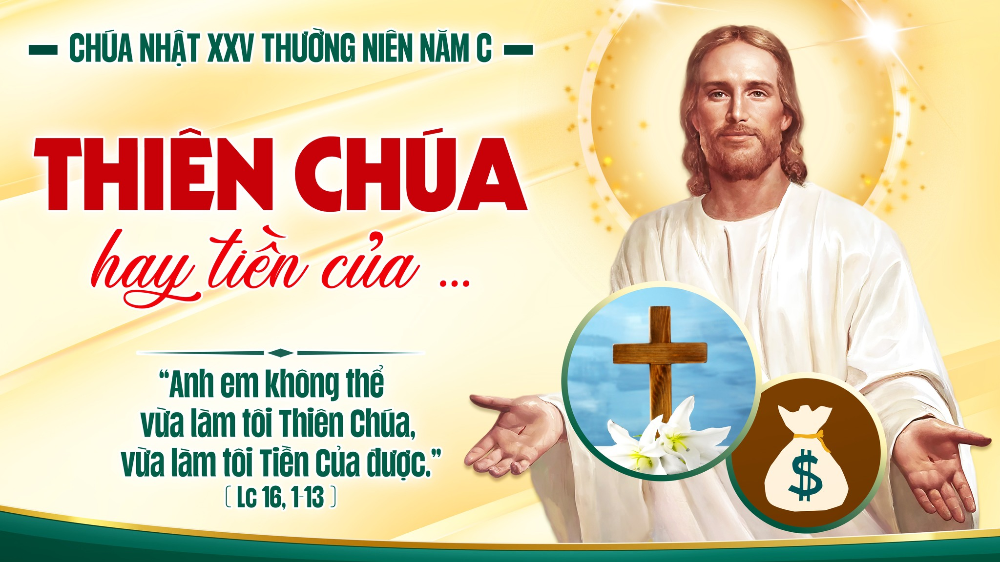 CHÚA NHẬT XXV THƯỜNG NIÊN NĂM C
THIÊN CHÚA
hay tiền của ...
“Anh em không thể
vừa làm tôi Thiên Chúa,
vừa làm tôi Tiền Của được.”
( Lc 16, 1-13 )
$